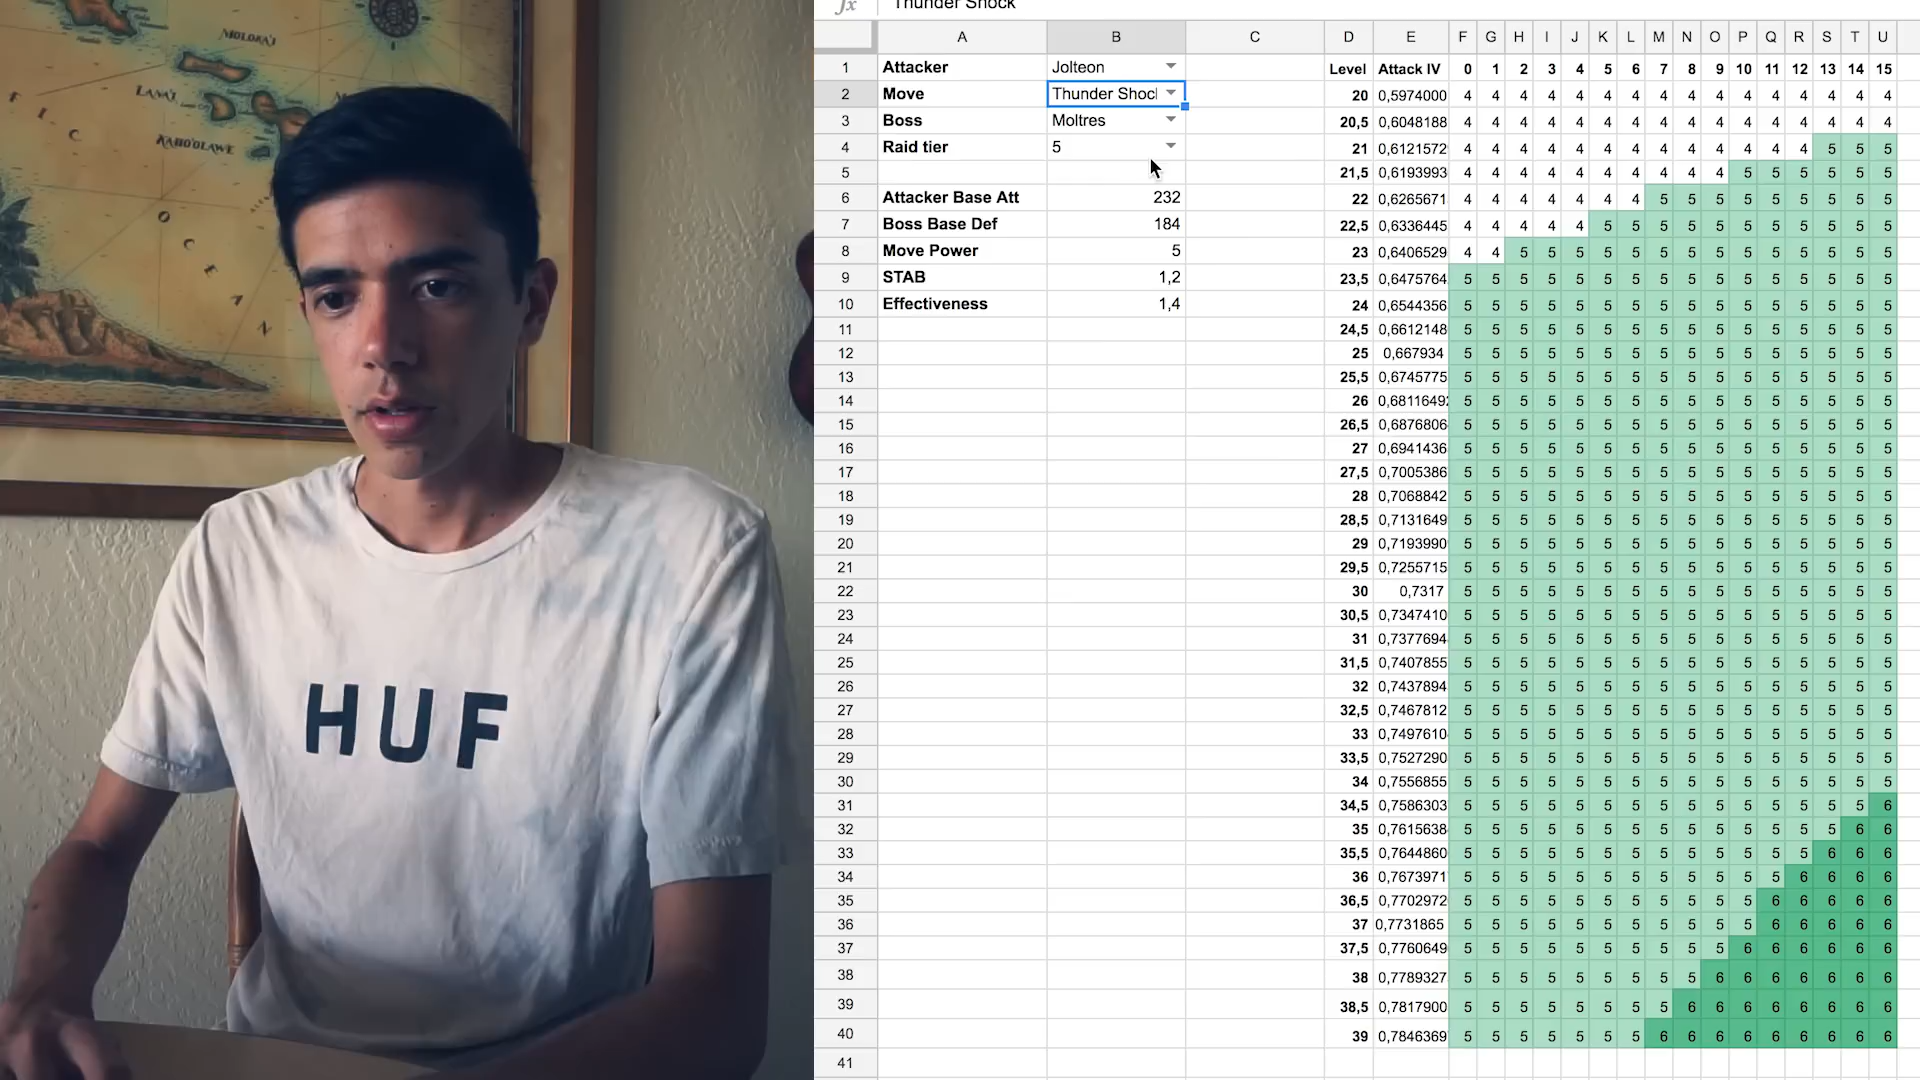 fx Thunder Shock
A B C D E F G H I J K L M N O P Q R S T U
1 Attacker Jolteon Level Attack IV 0 1 2 3 4 5 6 7 8 9 10 11 12 13 14 15
2 Move Thunder Shock 20 0,5974000 4 4 4 4 4 4 4 4 4 4 4 4 4 4 4 4
3 Boss Moltres 20,5 0,6048188 4 4 4 4 4 4 4 4 4 4 4 4 4 4 4 4
4 Raid tier 5 21 0,6121572 4 4 4 4 4 4 4 4 4 4 4 4 4 5 5 5
5 21,5 0,6193993 4 4 4 4 4 4 4 4 4 4 5 5 5 5 5 5
6 Attacker Base Att 232 22 0,6265671 4 4 4 4 4 4 4 5 5 5 5 5 5 5 5 5
7 Boss Base Def 184 22,5 0,6336445 4 4 4 4 4 5 5 5 5 5 5 5 5 5 5 5
8 Move Power 5 23 0,6406529 4 4 5 5 5 5 5 5 5 5 5 5 5 5 5 5
9 STAB 1,2 23,5 0,6475764 5 5 5 5 5 5 5 5 5 5 5 5 5 5 5 5
10 Effectiveness 1,4 24 0,6544356 5 5 5 5 5 5 5 5 5 5 5 5 5 5 5 5
11 24,5 0,6612148 5 5 5 5 5 5 5 5 5 5 5 5 5 5 5 5
12 25 0,667934 5 5 5 5 5 5 5 5 5 5 5 5 5 5 5 5
13 25,5 0,6745775 5 5 5 5 5 5 5 5 5 5 5 5 5 5 5 5
14 26 0,68116492 5 5 5 5 5 5 5 5 5 5 5 5 5 5 5 5
15 26,5 0,6876806 5 5 5 5 5 5 5 5 5 5 5 5 5 5 5 5
16 27 0,6941436 5 5 5 5 5 5 5 5 5 5 5 5 5 5 5 5
17 27,5 0,7005386 5 5 5 5 5 5 5 5 5 5 5 5 5 5 5 5
18 28 0,7068842 5 5 5 5 5 5 5 5 5 5 5 5 5 5 5 5
19 28,5 0,7131649 5 5 5 5 5 5 5 5 5 5 5 5 5 5 5 5
20 29 0,7193990 5 5 5 5 5 5 5 5 5 5 5 5 5 5 5 5
21 29,5 0,7255715 5 5 5 5 5 5 5 5 5 5 5 5 5 5 5 5
22 30 0,7317 5 5 5 5 5 5 5 5 5 5 5 5 5 5 5 5
23 30,5 0,7347410 5 5 5 5 5 5 5 5 5 5 5 5 5 5 5 5
24 31 0,7377694 5 5 5 5 5 5 5 5 5 5 5 5 5 5 5 5
25 31,5 0,7407855 5 5 5 5 5 5 5 5 5 5 5 5 5 5 5 5
26 32 0,7437894 5 5 5 5 5 5 5 5 5 5 5 5 5 5 5 5
27 32,5 0,7467812 5 5 5 5 5 5 5 5 5 5 5 5 5 5 5 5
28 33 0,7497610 5 5 5 5 5 5 5 5 5 5 5 5 5 5 5 5
29 33,5 0,7527290 5 5 5 5 5 5 5 5 5 5 5 5 5 5 5 5
30 34 0,7556855 5 5 5 5 5 5 5 5 5 5 5 5 5 5 5 5
31 34,5 0,7586303 5 5 5 5 5 5 5 5 5 5 5 5 5 5 5 6
32 35 0,7615638 5 5 5 5 5 5 5 5 5 5 5 5 5 5 6 6
33 35,5 0,7644860 5 5 5 5 5 5 5 5 5 5 5 5 5 6 6 6
34 36 0,7673971 5 5 5 5 5 5 5 5 5 5 5 5 6 6 6 6
35 36,5 0,7702972 5 5 5 5 5 5 5 5 5 5 5 6 6 6 6 6
36 37 0,7731865 5 5 5 5 5 5 5 5 5 5 5 6 6 6 6 6
37 37,5 0,7760649 5 5 5 5 5 5 5 5 5 5 6 6 6 6 6 6
38 38 0,7789327 5 5 5 5 5 5 5 5 5 6 6 6 6 6 6 6
39 38,5 0,7817900 5 5 5 5 5 5 5 5 6 6 6 6 6 6 6 6
40 39 0,7846369 5 5 5 5 5 5 5 6 6 6 6 6 6 6 6 6
41
MOLOKAI
LANAI
KAHOOLAWE
F I C
OCEAN
HUF